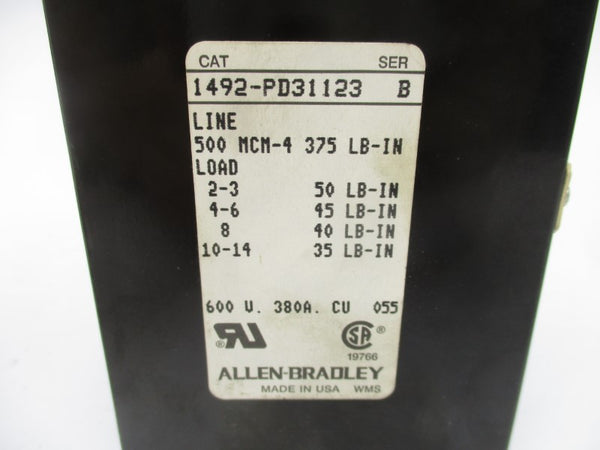 CAT SER
1492-PD31123 B
LINE
500 MCM-4 375 LB-IN
LOAD
2-3 50 LB-IN
4-6 45 LB-IN
8 40 LB-IN
10-14 35 LB-IN
600 V. 380A. CU 055
RU ® SA ®
19766
ALLEN-BRADLEY
MADE IN USA WMS